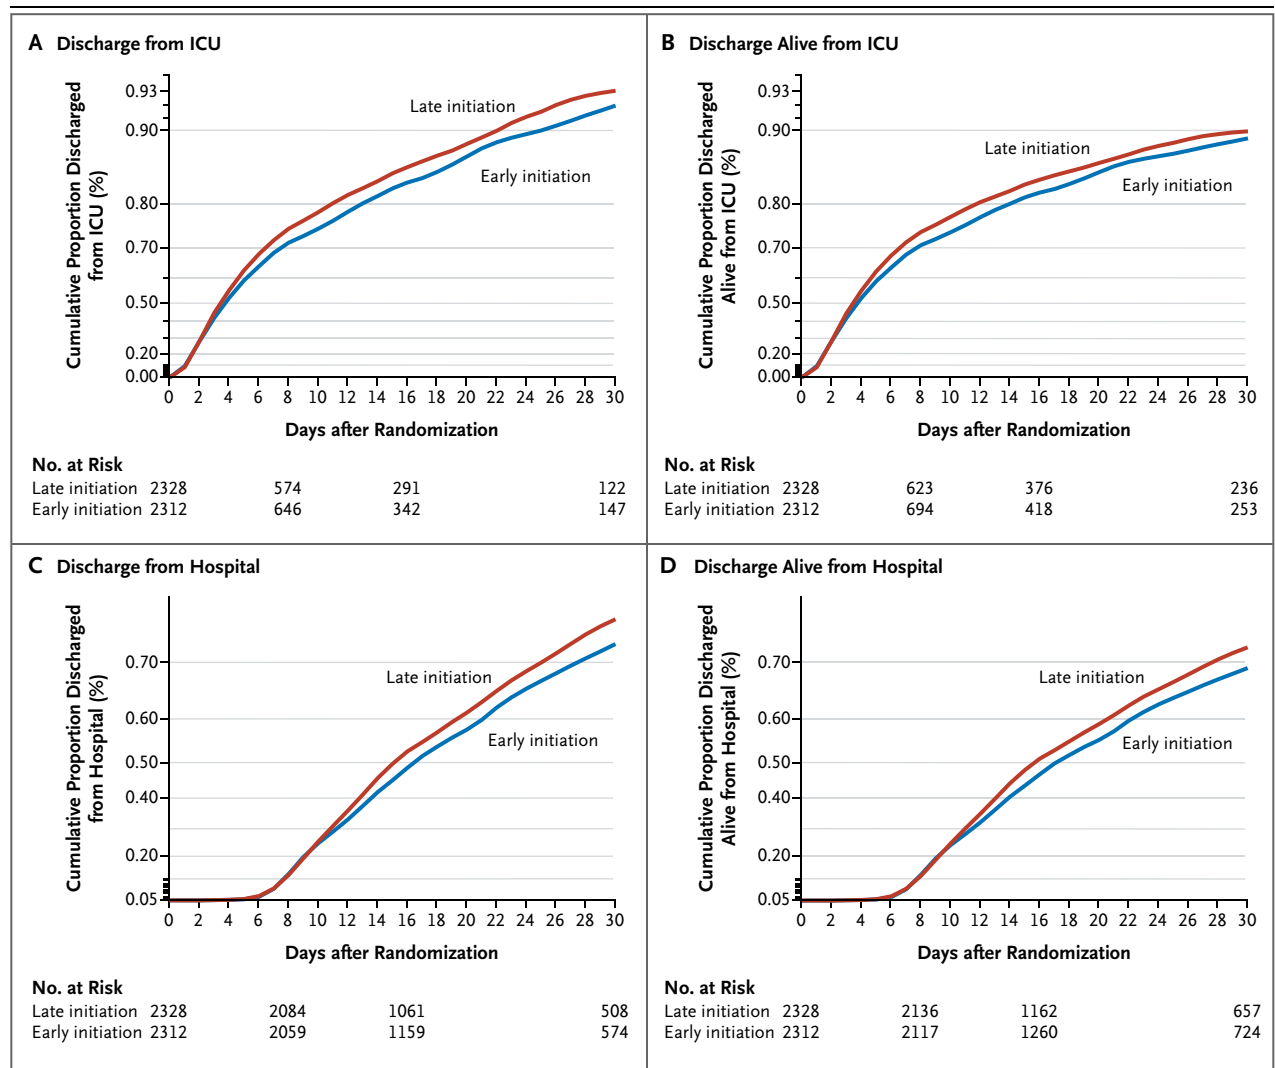 A Discharge from ICU
Cumulative Proportion Discharged
from ICU (%)
0.93
0.90
0.80
0.70
0.50
0.20
0.00
Late initiation
Early initiation
0 2 4 6 8 10 12 14 16 18 20 22 24 26 28 30
Days after Randomization
No. at Risk
Late initiation 2328 574 291 122
Early initiation 2312 646 342 147
B Discharge Alive from ICU
Cumulative Proportion Discharged
Alive from ICU (%)
0.93
0.90
0.80
0.70
0.50
0.20
0.00
Late initiation
Early initiation
0 2 4 6 8 10 12 14 16 18 20 22 24 26 28 30
Days after Randomization
No. at Risk
Late initiation 2328 623 376 236
Early initiation 2312 694 418 253
C Discharge from Hospital
Cumulative Proportion Discharged
from Hospital (%)
0.70
0.60
0.50
0.40
0.20
0.05
Late initiation
Early initiation
0 2 4 6 8 10 12 14 16 18 20 22 24 26 28 30
Days after Randomization
No. at Risk
Late initiation 2328 2084 1061 508
Early initiation 2312 2059 1159 574
D Discharge Alive from Hospital
Cumulative Proportion Discharged
Alive from Hospital (%)
0.70
0.60
0.50
0.40
0.20
0.05
Late initiation
Early initiation
0 2 4 6 8 10 12 14 16 18 20 22 24 26 28 30
Days after Randomization
No. at Risk
Late initiation 2328 2136 1162 657
Early initiation 2312 2117 1260 724